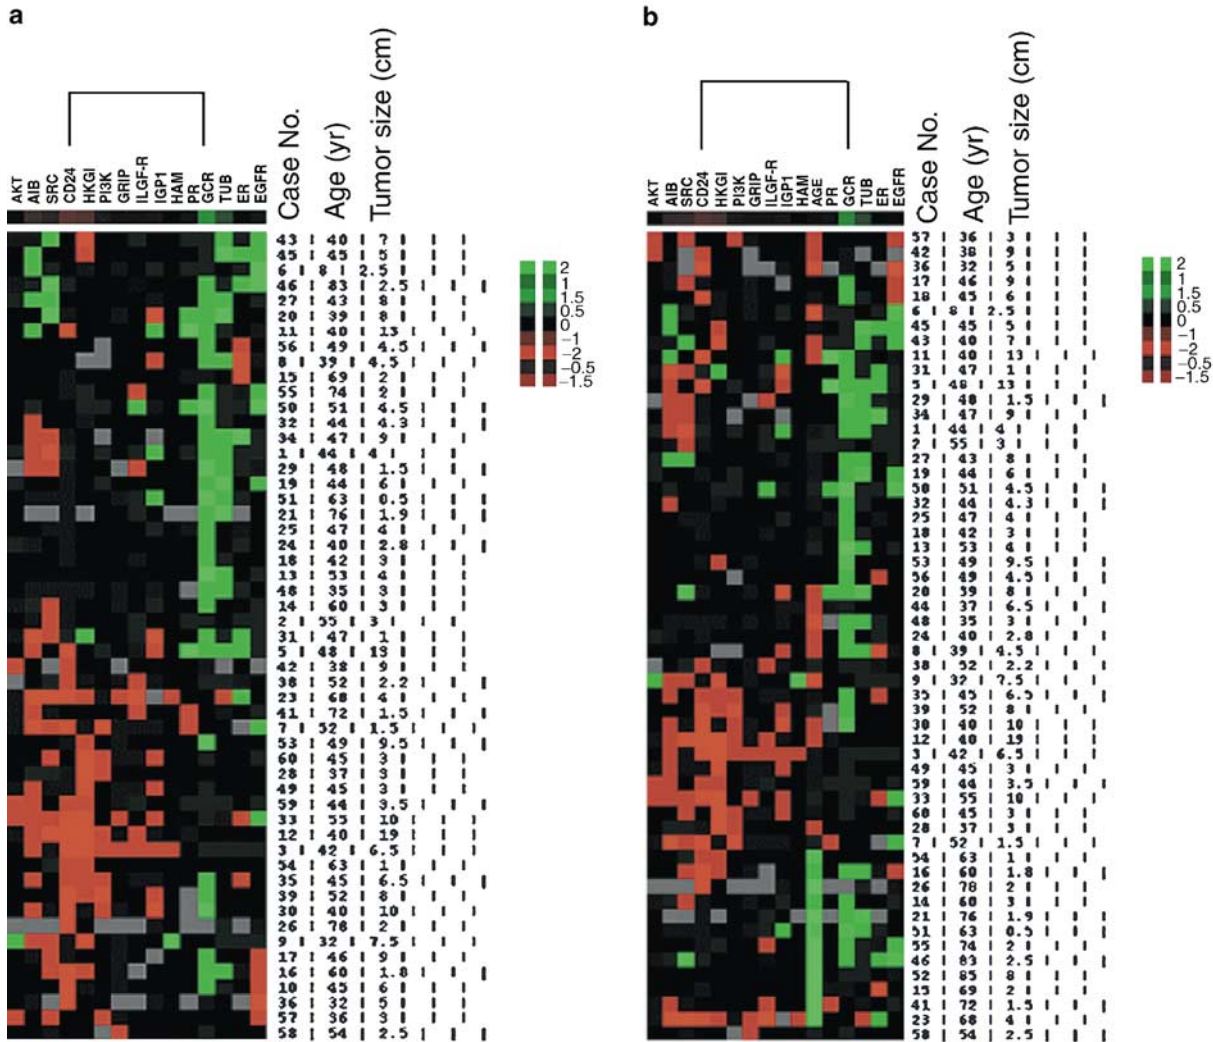 a
AKT
AIB
SRC
CD24
HKGI
PI3K
GRIP
ILGF-R
IGP1
HAM
PR
GCR
TUB
ER
EGFR
Case No.
Age (yr)
Tumor size (cm)
43 | 40 | ? | | |
45 | 45 | 5 | | |
6 | 8 | 2.5 | | |
46 | 83 | 2.5 | | |
27 | 43 | 8 | | |
20 | 39 | 8 | | |
11 | 40 | 13 | | |
56 | 49 | 4.5 | | |
8 | 39 | 4.5 | | |
15 | 69 | 2 | | |
55 | 74 | 2 | | |
50 | 51 | 4.5 | | |
32 | 44 | 4.3 | | |
34 | 47 | 9 | | |
1 | 44 | 4 | | |
29 | 48 | 1.5 | | |
19 | 44 | 6 | | |
51 | 63 | 0.5 | | |
21 | 76 | 1.9 | | |
25 | 47 | 4 | | |
24 | 40 | 2.8 | | |
18 | 42 | 3 | | |
13 | 53 | 4 | | |
48 | 35 | 3 | | |
14 | 60 | 3 | | |
2 | 55 | 3 | | |
31 | 47 | 1 | | |
5 | 48 | 13 | | |
42 | 38 | 9 | | |
38 | 52 | 2.2 | | |
23 | 68 | 4 | | |
41 | 72 | 1.5 | | |
7 | 52 | 1.5 | | |
53 | 49 | 9.5 | | |
60 | 45 | 3 | | |
28 | 37 | 3 | | |
49 | 45 | 3 | | |
59 | 44 | 3.5 | | |
33 | 55 | 10 | | |
12 | 40 | 19 | | |
3 | 42 | 6.5 | | |
54 | 63 | 1 | | |
35 | 45 | 6.5 | | |
39 | 52 | 8 | | |
30 | 40 | 10 | | |
26 | 78 | 2 | | |
9 | 32 | 7.5 | | |
17 | 46 | 9 | | |
16 | 60 | 1.8 | | |
10 | 45 | 6 | | |
36 | 32 | 5 | | |
57 | 36 | 3 | | |
58 | 54 | 2.5 | | |
2
1
1.5
0.5
0
−1
−2
−0.5
−1.5
b
AKT
AIB
SRC
CD24
HKGI
PI3K
GRIP
ILGF-R
IGP1
HAM
AGE
PR
GCR
TUB
ER
EGFR
Case No.
Age (yr)
Tumor size (cm)
57 | 36 | 3 | | |
42 | 38 | 9 | | |
36 | 32 | 5 | | |
17 | 46 | 9 | | |
45 | 6 | | |
6 | 8 | 2.5 | | |
45 | 45 | 5 | | |
43 | 40 | ? | | |
11 | 40 | 13 | | |
31 | 47 | 1 | | |
5 | 48 | 13 | | |
29 | 48 | 1.5 | | |
34 | 47 | 9 | | |
1 | 44 | 4 | | |
2 | 55 | 3 | | |
27 | 43 | 8 | | |
19 | 44 | 6 | | |
50 | 51 | 4.5 | | |
32 | 44 | 4.3 | | |
25 | 47 | 4 | | |
18 | 42 | 3 | | |
13 | 53 | 4 | | |
53 | 49 | 9.5 | | |
56 | 49 | 4.5 | | |
20 | 39 | 8 | | |
44 | 37 | 6.5 | | |
48 | 35 | 3 | | |
24 | 40 | 2.8 | | |
8 | 39 | 4.5 | | |
38 | 52 | 2.2 | | |
9 | 32 | 7.5 | | |
35 | 45 | 6.5 | | |
39 | 52 | 8 | | |
30 | 40 | 10 | | |
12 | 40 | 19 | | |
3 | 42 | 6.5 | | |
49 | 45 | 3 | | |
59 | 44 | 3.5 | | |
33 | 55 | 10 | | |
60 | 45 | 3 | | |
28 | 37 | 3 | | |
7 | 52 | 1.5 | | |
54 | 63 | 1 | | |
16 | 60 | 1.8 | | |
26 | 78 | 2 | | |
14 | 60 | 3 | | |
21 | 76 | 1.9 | | |
51 | 63 | 0.5 | | |
55 | 74 | 2 | | |
46 | 83 | 2.5 | | |
52 | 85 | 8 | | |
15 | 69 | 2 | | |
41 | 72 | 1.5 | | |
23 | 68 | 4 | | |
58 | 54 | 2.5 | | |
2
1
1.5
0.5
0
−1
−2
−0.5
−1.5